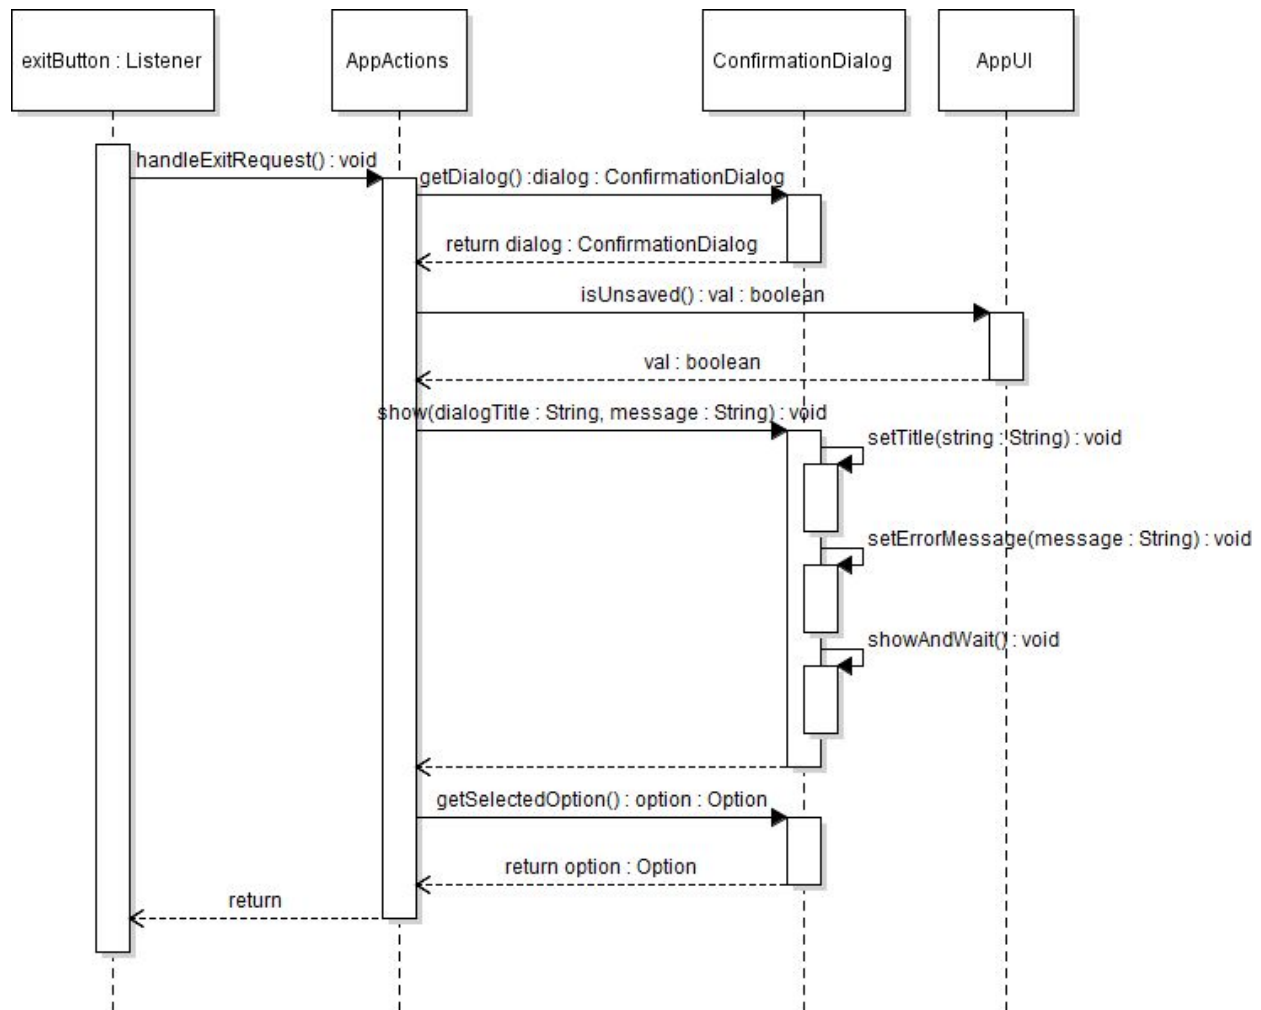 exitButton : Listener
AppActions
ConfirmationDialog
AppUI
handleExitRequest() : void
getDialog() :dialog : ConfirmationDialog
return dialog : ConfirmationDialog
isUnsaved() : val : boolean
val : boolean
show(dialogTitle : String, message : String) : void
setTitle(string : String) : void
setErrorMessage(message : String) : void
showAndWait() : void
getSelectedOption() : option : Option
return option : Option
return